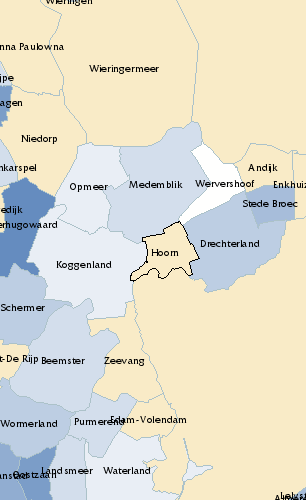 Wieringen
nna Paulowna
Wieringermeer
jpe
agen
Niedorp
Andijk
nkarspel
Opmeer
Medemblik
Wervershoof
Enkhuiz
Stede Broec
edijk
erhugowaard
Drechterland
Hoorn
Koggenland
Schermer
t-De Rijp
Beemster
Zeevang
Wormerland
Purmerend
Edam-Volendam
Oostzaan
Landsmeer
Waterland
anstad